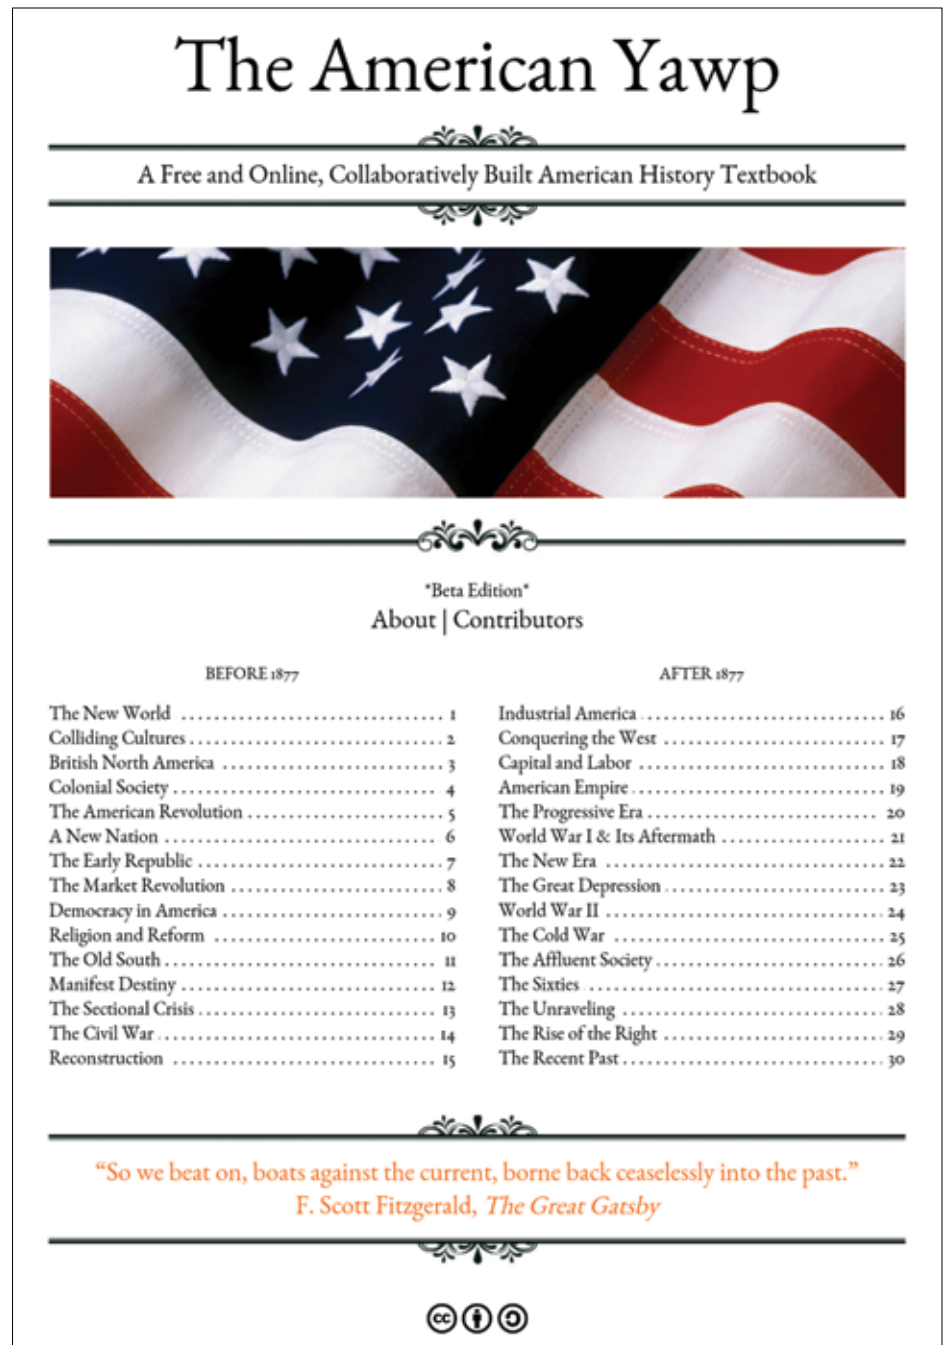 The American Yawp
A Free and Online, Collaboratively Built American History Textbook
*Beta Edition*
About | Contributors
BEFORE 1877
The New World ................................ 1
Colliding Cultures ............................... 2
British North America .......................... 3
Colonial Society ................................ 4
The American Revolution ........................ 5
A New Nation ................................. 6
The Early Republic ............................. 7
The Market Revolution ......................... 8
Democracy in America .......................... 9
Religion and Reform ........................... 10
The Old South ................................. 11
Manifest Destiny ............................... 12
The Sectional Crisis ............................. 13
The Civil War .................................. 14
Reconstruction ................................ 15
AFTER 1877
Industrial America .............................. 16
Conquering the West ........................... 17
Capital and Labor .............................. 18
American Empire ............................... 19
The Progressive Era ............................ 20
World War I & Its Aftermath .................... 21
The New Era ................................... 22
The Great Depression ........................... 23
World War II .................................. 24
The Cold War ................................. 25
The Affluent Society ............................ 26
The Sixties .................................... 27
The Unraveling ................................ 28
The Rise of the Right ........................... 29
The Recent Past ................................ 30
“So we beat on, boats against the current, borne back ceaselessly into the past.”
F. Scott Fitzgerald, The Great Gatsby
cc